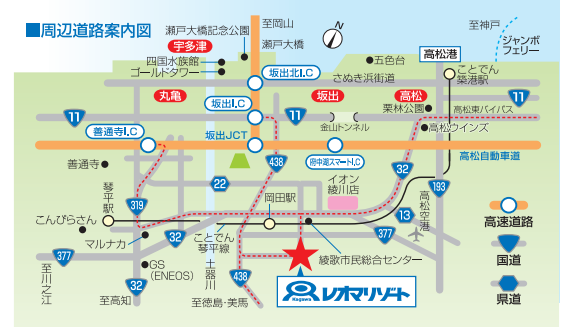 ■周辺道路案内図
瀬戸大橋記念公園
至岡山
瀬戸大橋
N
至神戸
ジャンボ
フェリー
宇多津
四国水族館
ゴールドタワー
坂出北I.C
五色台
さぬき浜街道
高松港
ことでん
築港駅
11
丸亀
坂出I.C
11
坂出
高松
栗林公園
11
金山トンネル
高松東バイパス
高松ウインズ
善通寺I.C
坂出JCT
府中湖スマートI.C
高松自動車道
善通寺
438
32
22
イオン
綾川店
193
琴平駅
319
岡田駅
高松空港
13
高速道路
こんぴらさん
マルナカ
32
ことでん
琴平線
綾歌市民総合センター
377
国道
377
至川之江
GS
(ENEOS)
土器川
438
Kagawa
レオマリゾート
県道
32
至高知
至徳島・美馬